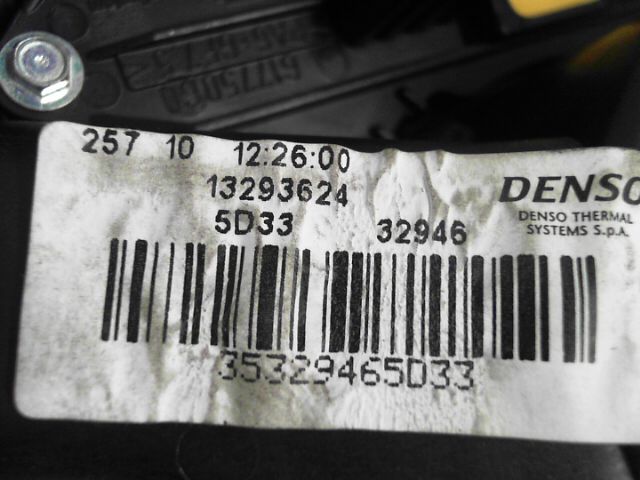 257 10 12:26:00
13293624
5D33 32946
DENSO
DENSO THERMAL
SYSTEMS S.p.A.
35329465D33